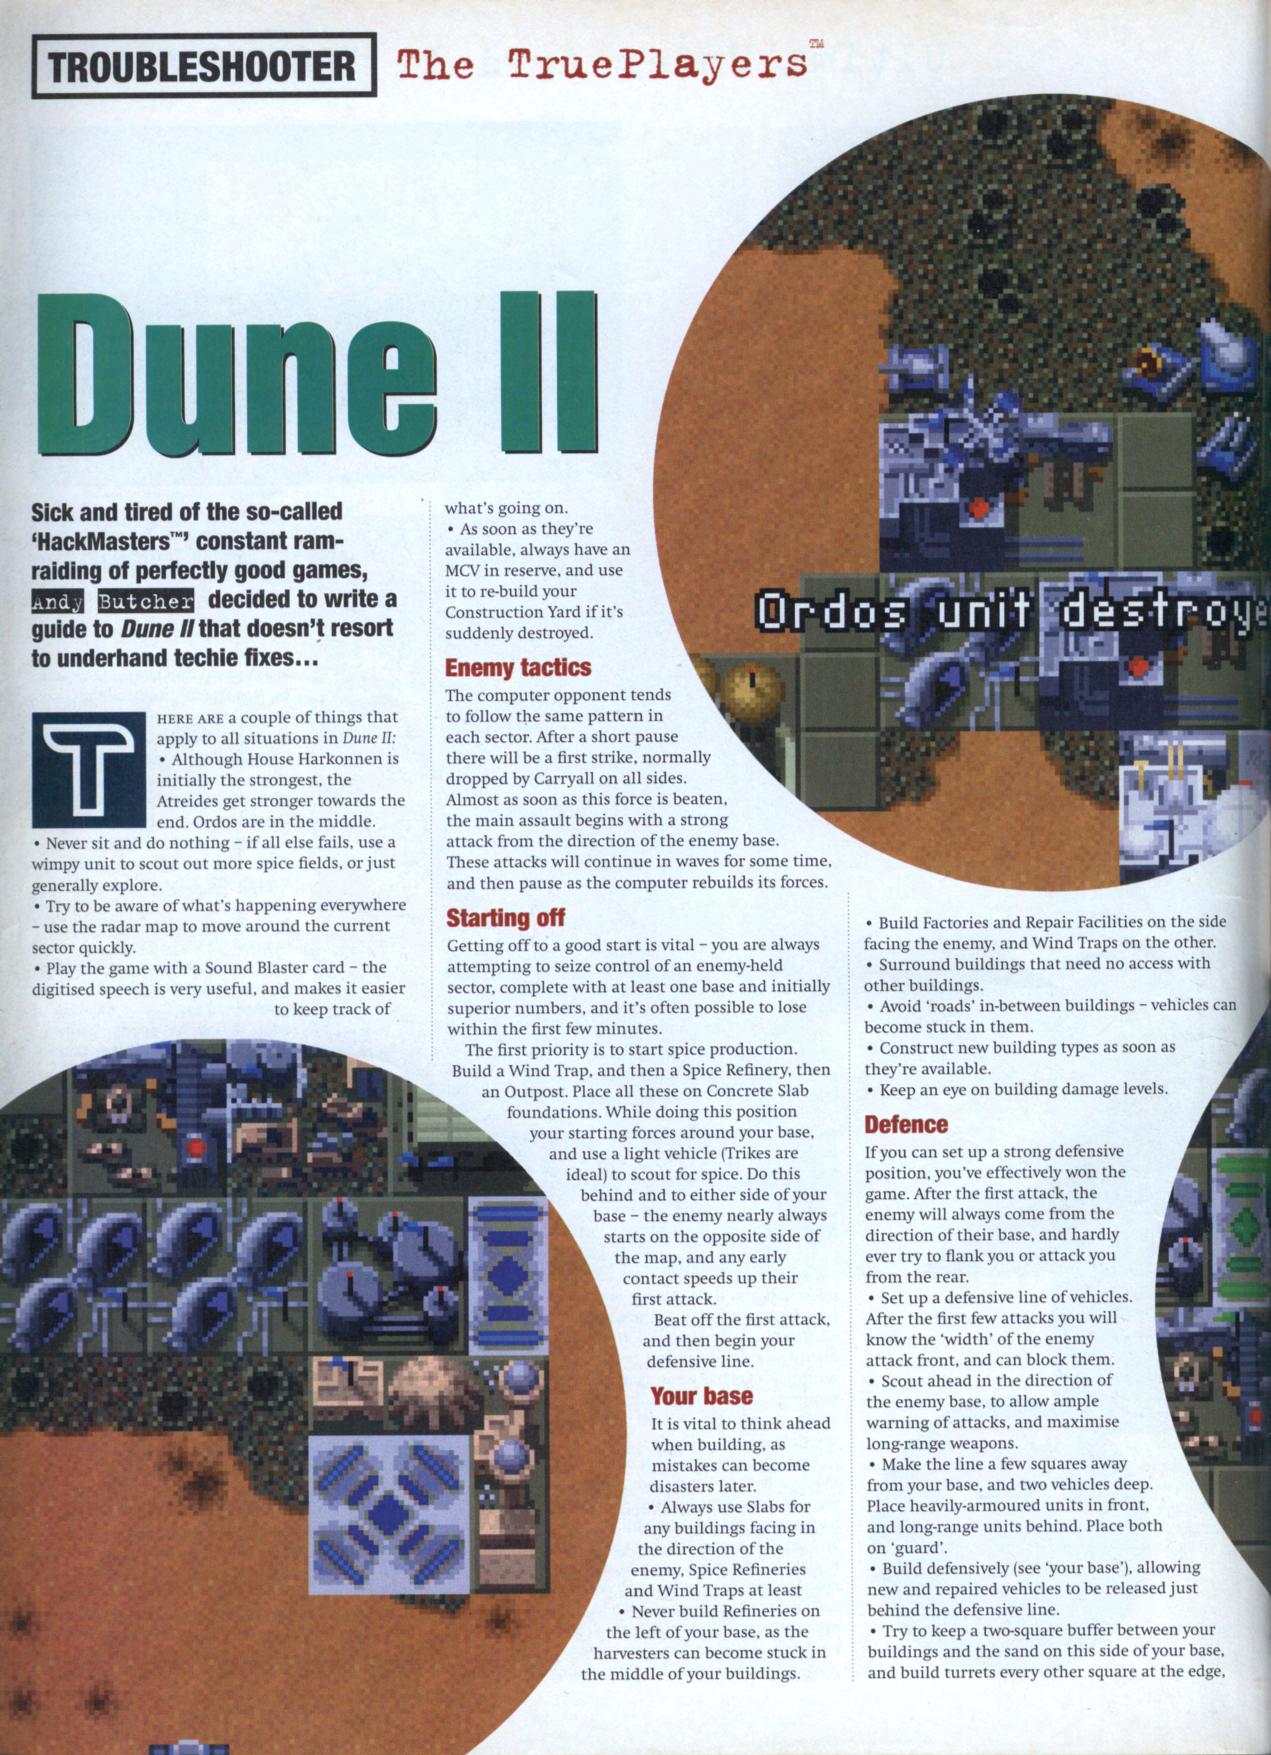 TROUBLESHOOTER
The TruePlayers™
Dune II
Sick and tired of the so-called
'HackMasters™' constant ram-
raiding of perfectly good games,
Andy Butcher decided to write a
guide to Dune II that doesn't resort
to underhand techie fixes...
THERE ARE a couple of things that
apply to all situations in Dune II:
• Although House Harkonnen is
initially the strongest, the
Atreides get stronger towards the
end. Ordos are in the middle.
• Never sit and do nothing – if all else fails, use a
wimpy unit to scout out more spice fields, or just
generally explore.
• Try to be aware of what's happening everywhere
– use the radar map to move around the current
sector quickly.
• Play the game with a Sound Blaster card – the
digitised speech is very useful, and makes it easier
to keep track of
what's going on.
• As soon as they're
available, always have an
MCV in reserve, and use
it to re-build your
Construction Yard if it's
suddenly destroyed.
Enemy tactics
The computer opponent tends
to follow the same pattern in
each sector. After a short pause
there will be a first strike, normally
dropped by Carryall on all sides.
Almost as soon as this force is beaten,
the main assault begins with a strong
attack from the direction of the enemy base.
These attacks will continue in waves for some time,
and then pause as the computer rebuilds its forces.
Starting off
Getting off to a good start is vital – you are always
attempting to seize control of an enemy-held
sector, complete with at least one base and initially
superior numbers, and it's often possible to lose
within the first few minutes.
The first priority is to start spice production.
Build a Wind Trap, and then a Spice Refinery, then
an Outpost. Place all these on Concrete Slab
foundations. While doing this position
your starting forces around your base,
and use a light vehicle (Trikes are
ideal) to scout for spice. Do this
behind and to either side of your
base – the enemy nearly always
starts on the opposite side of
the map, and any early
contact speeds up their
first attack.
Beat off the first attack,
and then begin your
defensive line.
Your base
It is vital to think ahead
when building, as
mistakes can become
disasters later.
• Always use Slabs for
any buildings facing in
the direction of the
enemy, Spice Refineries
and Wind Traps at least
• Never build Refineries on
the left of your base, as the
harvesters can become stuck in
the middle of your buildings.
Ordos unit destroye
• Build Factories and Repair Facilities on the side
facing the enemy, and Wind Traps on the other.
• Surround buildings that need no access with
other buildings.
• Avoid 'roads' in-between buildings – vehicles can
become stuck in them.
• Construct new building types as soon as
they're available.
• Keep an eye on building damage levels.
Defence
If you can set up a strong defensive
position, you've effectively won the
game. After the first attack, the
enemy will always come from the
direction of their base, and hardly
ever try to flank you or attack you
from the rear.
• Set up a defensive line of vehicles.
After the first few attacks you will
know the 'width' of the enemy
attack front, and can block them.
• Scout ahead in the direction of
the enemy base, to allow ample
warning of attacks, and maximise
long-range weapons.
• Make the line a few squares away
from your base, and two vehicles deep.
Place heavily-armoured units in front,
and long-range units behind. Place both
on 'guard'.
• Build defensively (see 'your base'), allowing
new and repaired vehicles to be released just
behind the defensive line.
• Try to keep a two-square buffer between your
buildings and the sand on this side of your base,
and build turrets every other square at the edge,